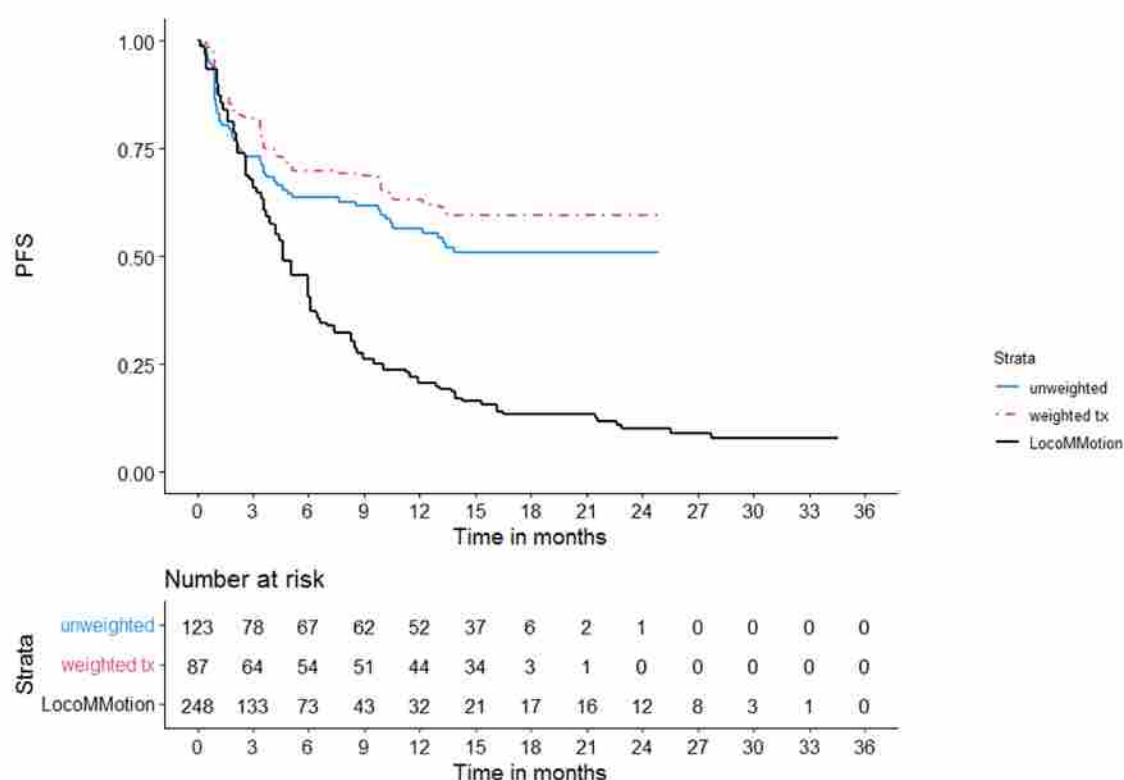 1.00
0.75
0.50
0.25
0.00
PFS
0 3 6 9 12 15 18 21 24 27 30 33 36
Time in months
Strata
unweighted
weighted tx
LocoMMotion
Number at risk
Strata
unweighted 123 78 67 62 52 37 6 2 1 0 0 0 0
weighted tx 87 64 54 51 44 34 3 1 0 0 0 0 0
LocoMMotion 248 133 73 43 32 21 17 16 12 8 3 1 0
0 3 6 9 12 15 18 21 24 27 30 33 36
Time in months